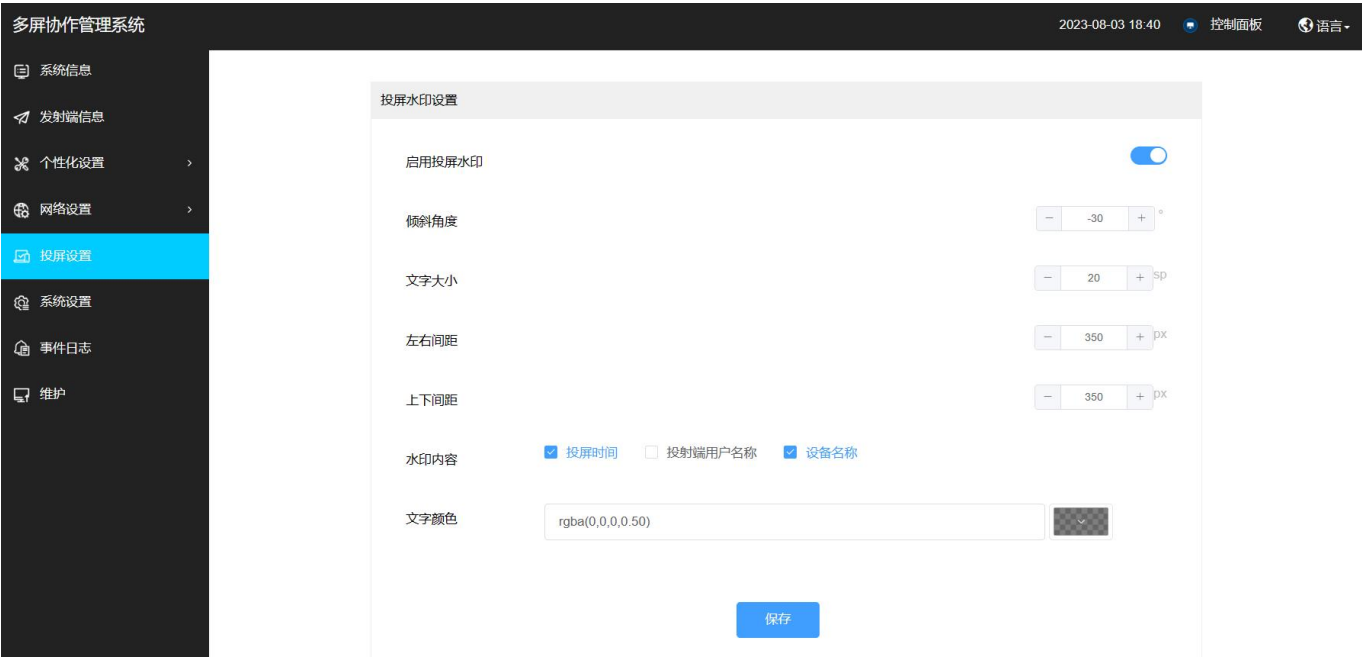 多屏协作管理系统
2023-08-03 18:40 控制面板 语言
系统信息
发射端信息
个性化设置
网络设置
投屏设置
系统设置
事件日志
维护
投屏水印设置
启用投屏水印
倾斜角度 - -30 + °
文字大小 - 20 + sp
左右间距 - 350 + px
上下间距 - 350 + px
水印内容 投屏时间 投射端用户名称 设备名称
文字颜色 rgba(0,0,0,0.50)
保存